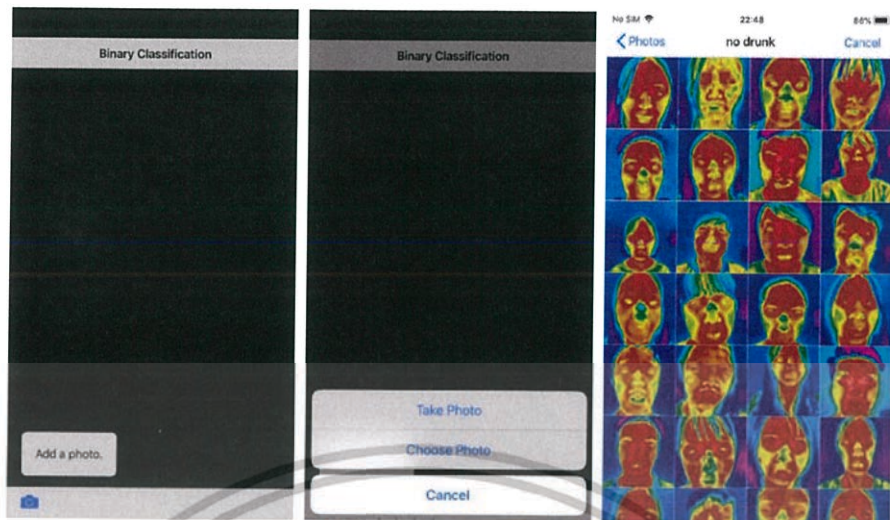 Binary Classification
Add a photo.
Binary Classification
Take Photo
Choose Photo
Cancel
No SIM 22:48 86%
Photos no drunk Cancel